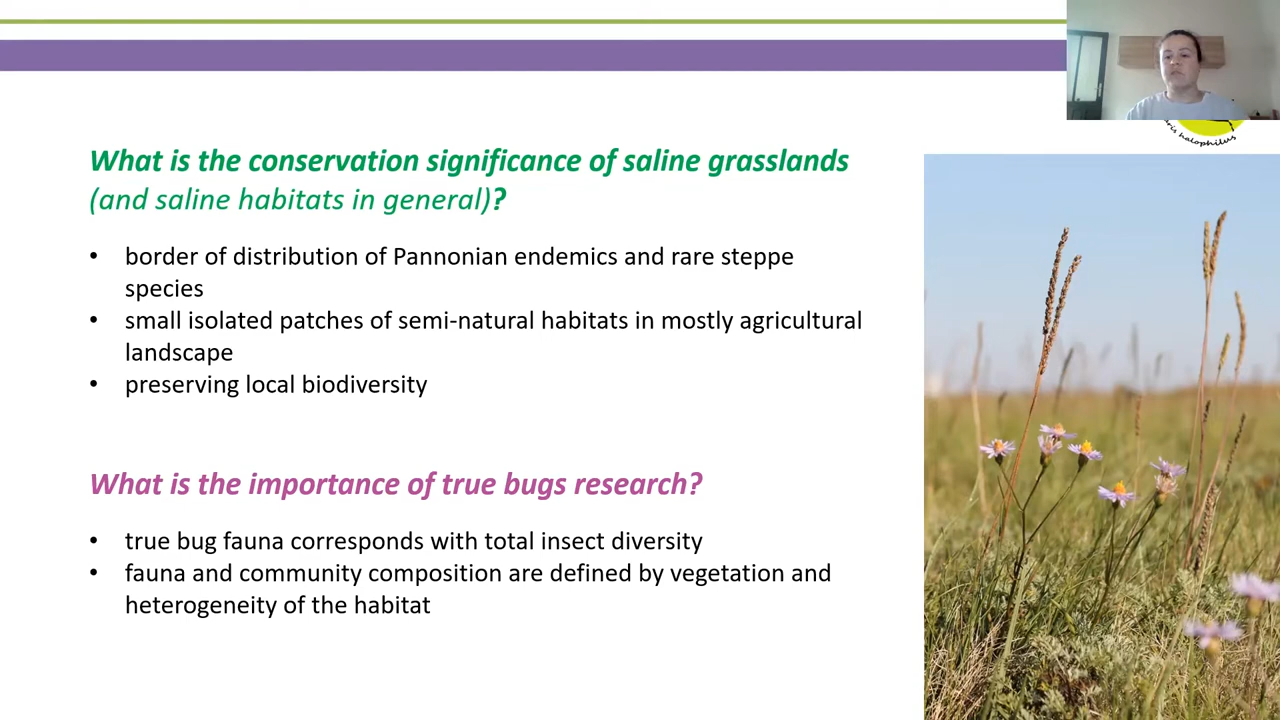 What is the conservation significance of saline grasslands
(and saline habitats in general)?
• border of distribution of Pannonian endemics and rare steppe
species
• small isolated patches of semi-natural habitats in mostly agricultural
landscape
• preserving local biodiversity
What is the importance of true bugs research?
• true bug fauna corresponds with total insect diversity
• fauna and community composition are defined by vegetation and
heterogeneity of the habitat
halophilus